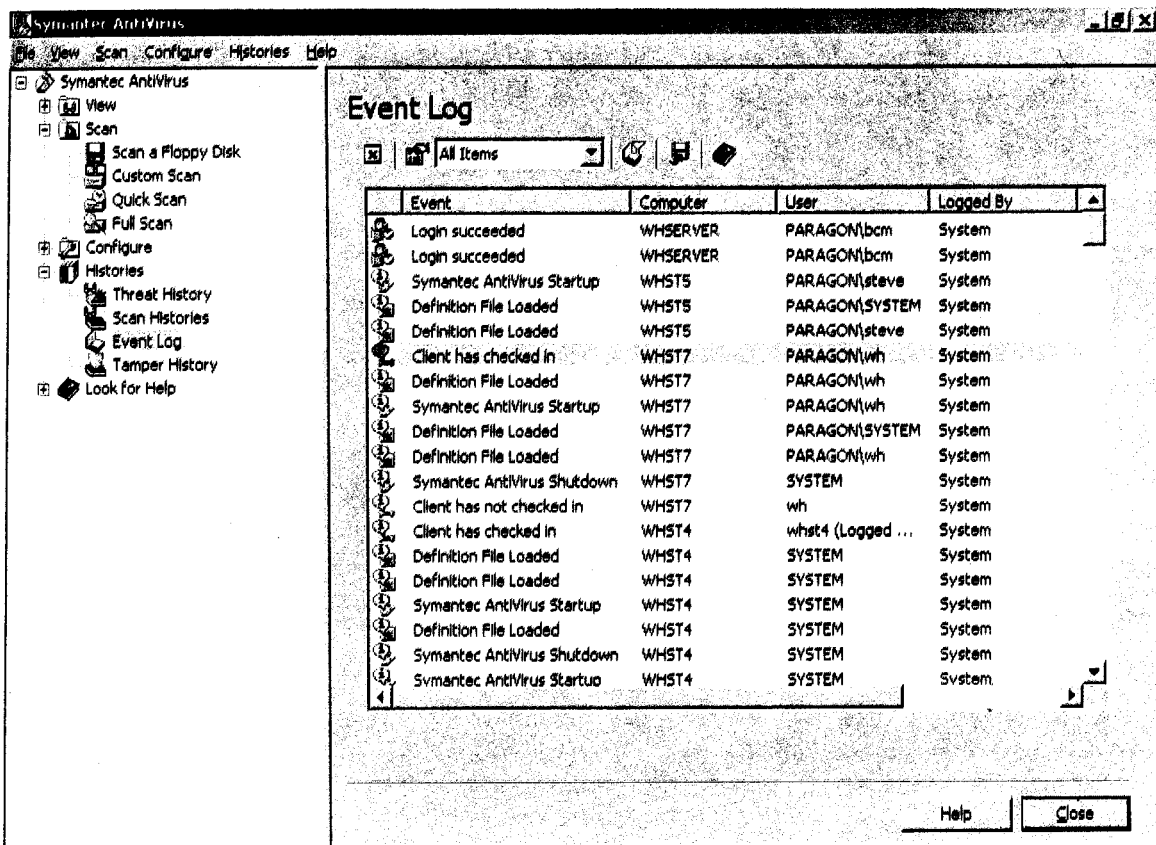 Symantec AntiVirus
File View Scan Configure Histories Help
Symantec AntiVirus
View
Scan
Scan a Floppy Disk
Custom Scan
Quick Scan
Full Scan
Configure
Histories
Threat History
Scan Histories
Event Log
Tamper History
Look for Help
Event Log
All Items
Event Computer User Logged By
Login succeeded WHSERVER PARAGON\bcm System
Login succeeded WHSERVER PARAGON\bcm System
Symantec AntiVirus Startup WHST5 PARAGON\steve System
Definition File Loaded WHST5 PARAGON\SYSTEM System
Definition File Loaded WHST5 PARAGON\steve System
Client has checked in WHST7 PARAGON\wh System
Definition File Loaded WHST7 PARAGON\wh System
Symantec AntiVirus Startup WHST7 PARAGON\wh System
Definition File Loaded WHST7 PARAGON\SYSTEM System
Definition File Loaded WHST7 PARAGON\wh System
Symantec AntiVirus Shutdown WHST7 SYSTEM System
Client has not checked in WHST7 wh System
Client has checked in WHST4 whst4 (Logged ... System
Definition File Loaded WHST4 SYSTEM System
Definition File Loaded WHST4 SYSTEM System
Symantec AntiVirus Startup WHST4 SYSTEM System
Definition File Loaded WHST4 SYSTEM System
Symantec AntiVirus Shutdown WHST4 SYSTEM System
Symantec AntiVirus Startup WHST4 SYSTEM System
Help Close